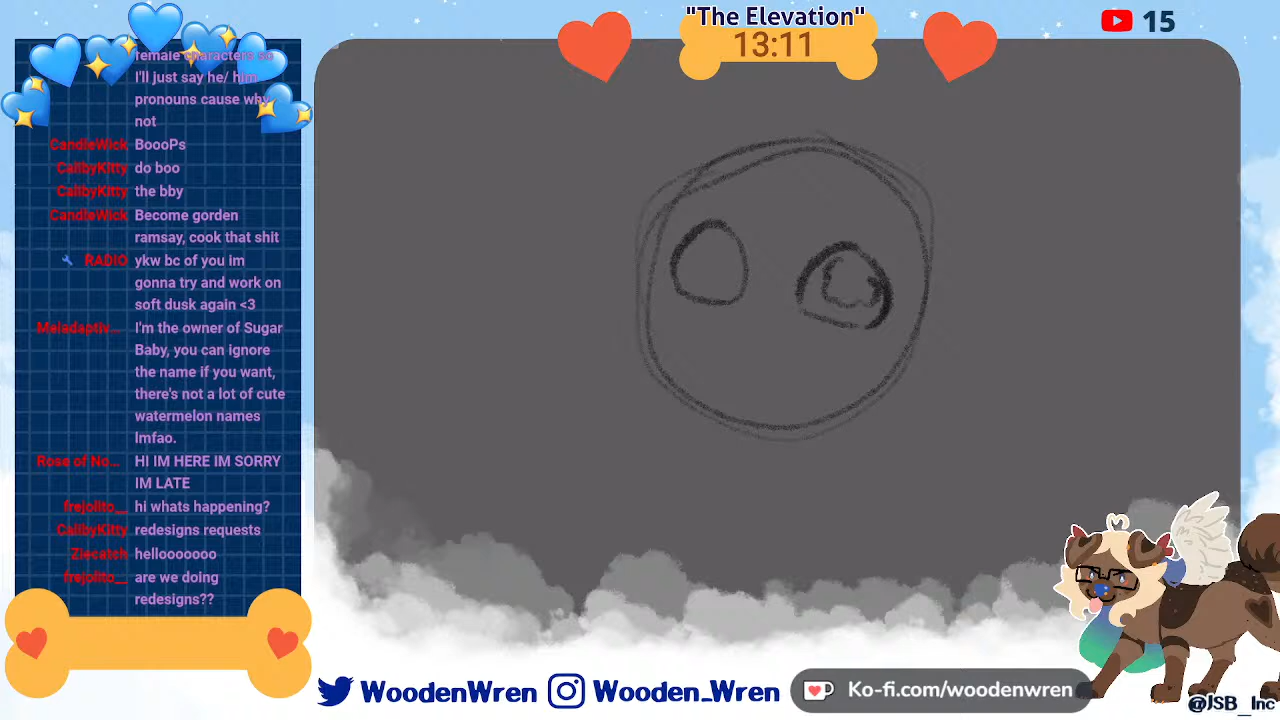 "The Elevation"
13:11
15
female characters so
I'll just say he/ him
pronouns cause why
not
CandleWick BoooPs
CalibyKitty do boo
CalibyKitty the bby
CandleWick Become gorden
ramsay, cook that shit
RADIO ykw bc of you im
gonna try and work on
soft dusk again <3
Meladaptiv... I'm the owner of Sugar
Baby, you can ignore
the name if you want,
there's not a lot of cute
watermelon names
lmfao.
Rose of No... HI IM HERE IM SORRY
IM LATE
frejolito__ hi whats happening?
CalibyKitty redesigns requests
Ziecatch hellooooooo
frejolito__ are we doing
redesigns??
WoodenWren
Wooden_Wren
Ko-fi.com/woodenwren
@JSB_Inc